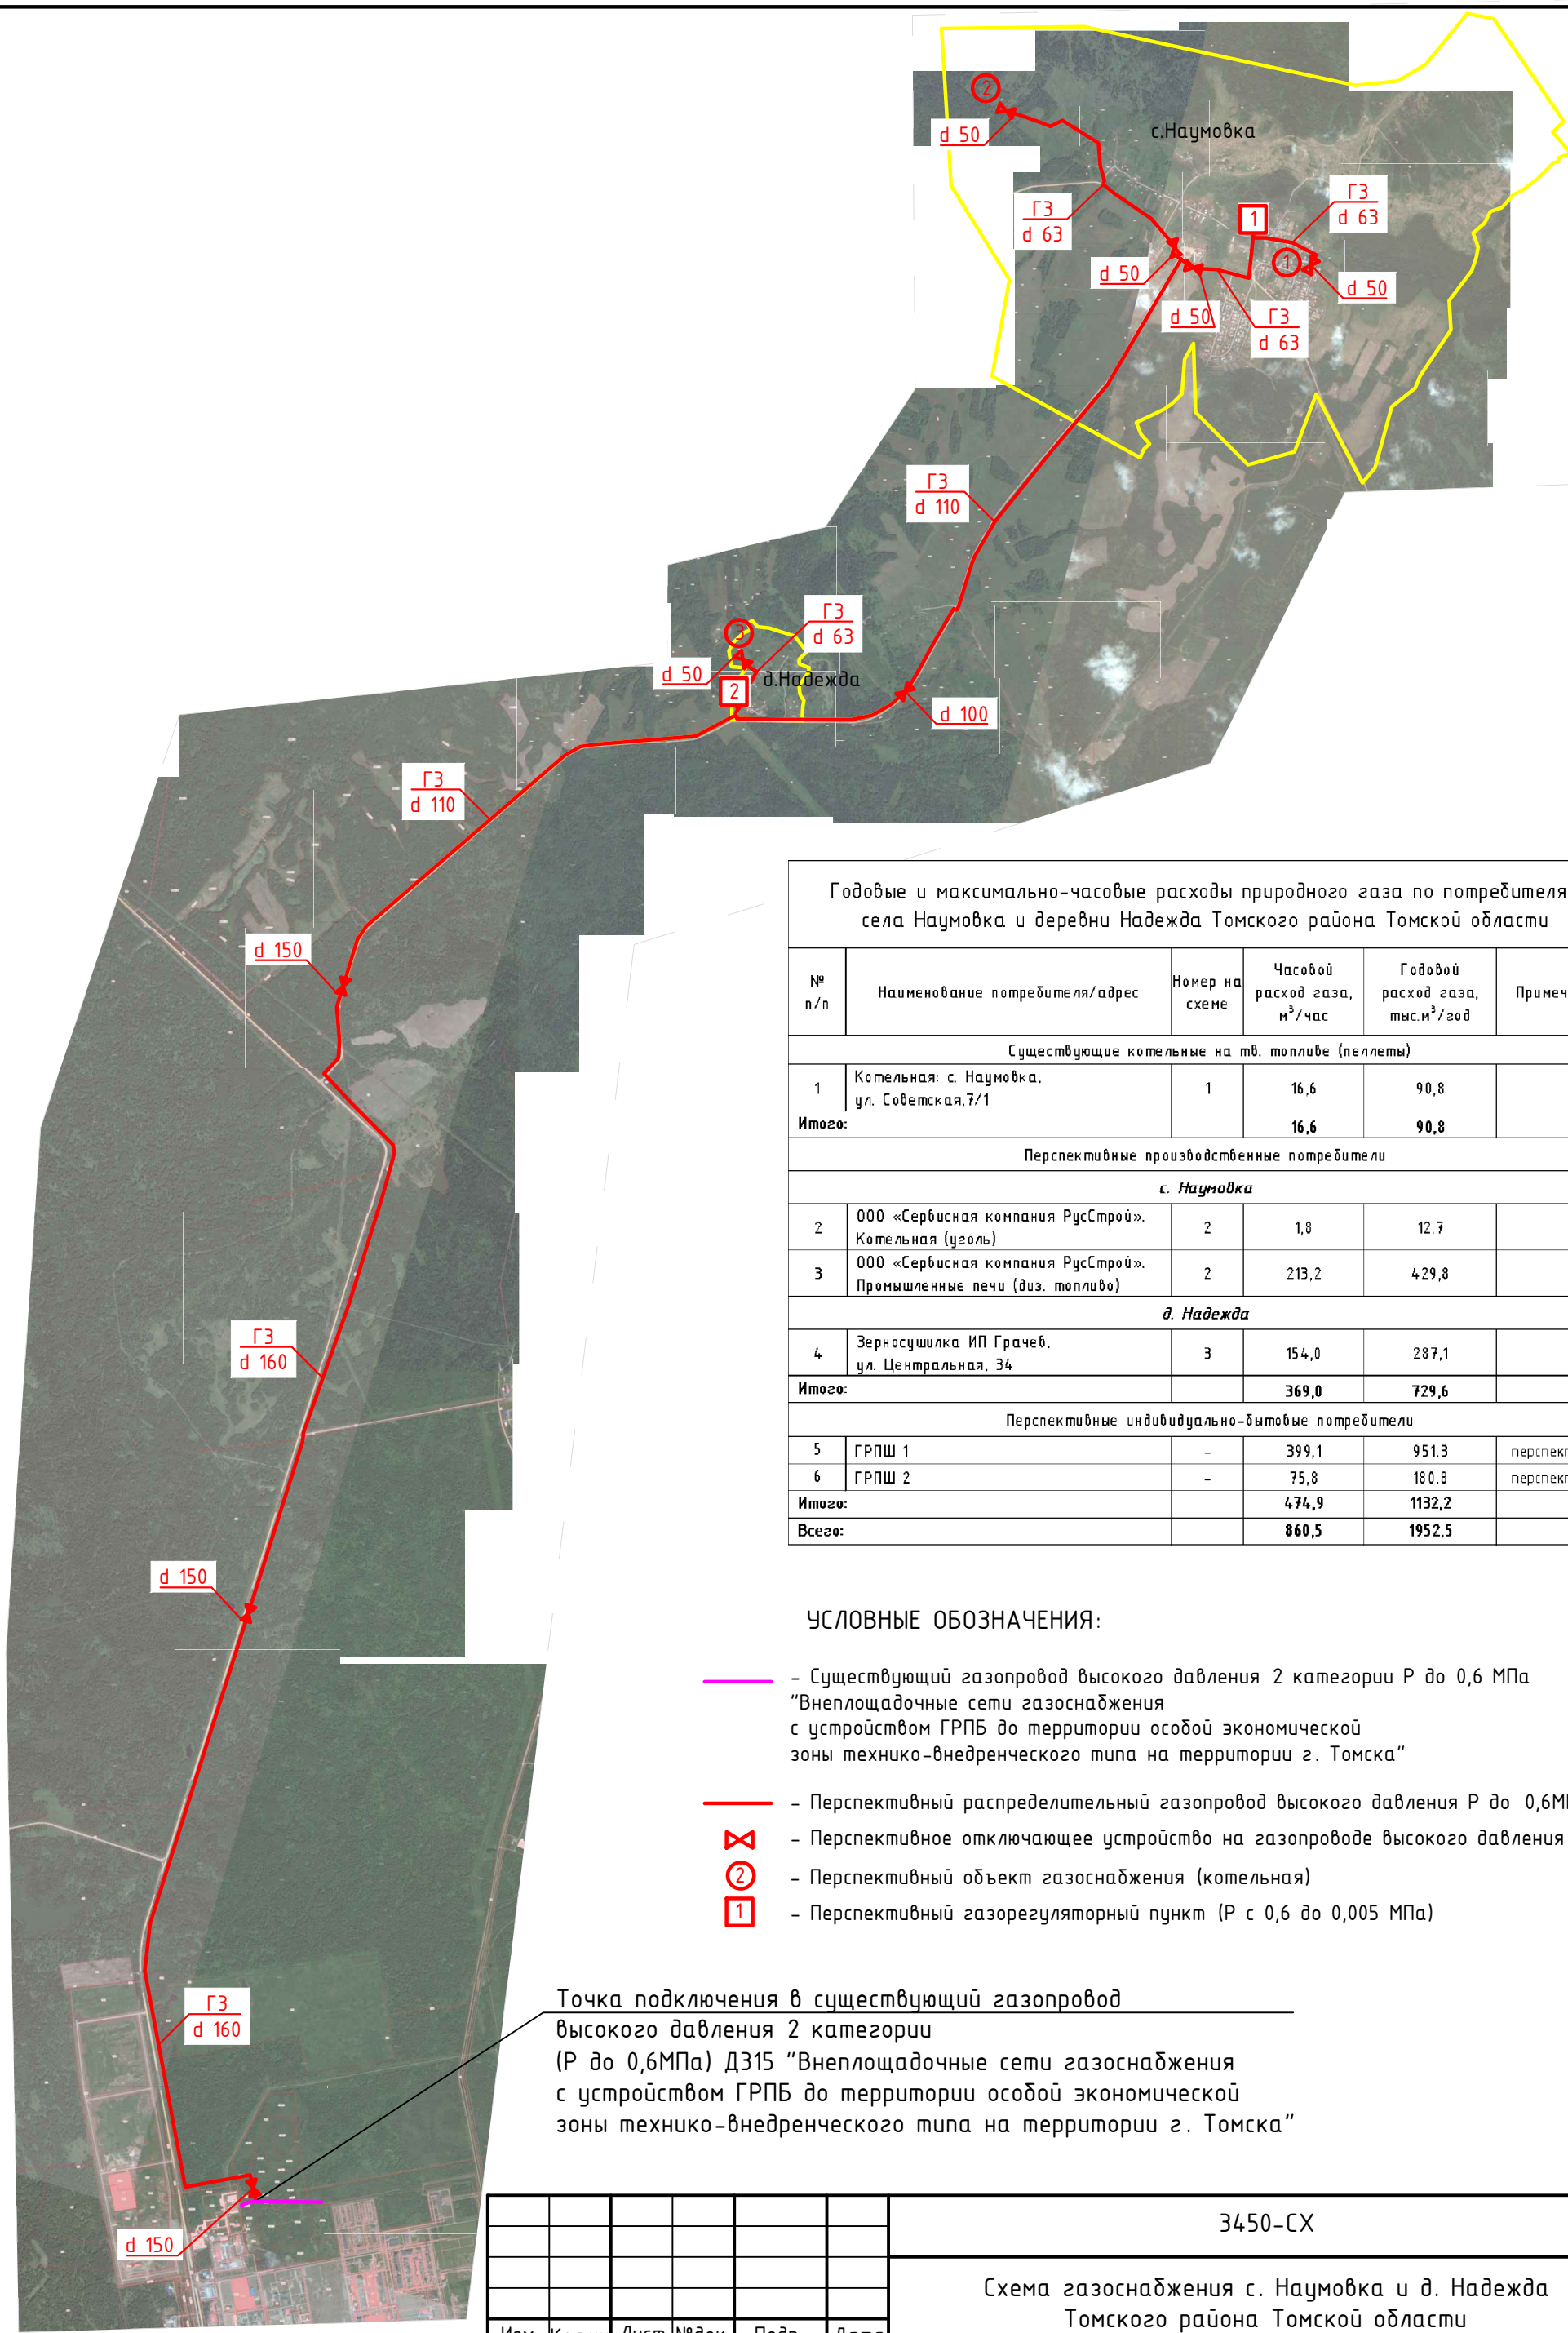 2
d 50
с.Наумовка
Г3
d 63
1
Г3
d 63
1
d 50
d 50
d 50
Г3
d 63
Г3
d 110
3
Г3
d 63
d 50
д.Надежда
2
d 100
Г3
d 110
d 150
Г3
d 160
d 150
Г3
d 160
d 150
Годовые и максимально-часовые расходы природного газа по потребителя
села Наумовка и деревни Надежда Томского района Томской области
№ п/п
Наименование потребителя/адрес
Номер на схеме
Часовой расход газа, м³/час
Годовой расход газа, тыс.м³/год
Примеч
Существующие котельные на тв. топливе (пеллеты)
1 Котельная: с. Наумовка, ул. Советская,7/1 1 16,6 90,8
Итого: 16,6 90,8
Перспективные производственные потребители
с. Наумовка
2 ООО «Сервисная компания РусСтрой». Котельная (уголь) 2 1,8 12,7
3 ООО «Сервисная компания РусСтрой». Промышленные печи (диз. топливо) 2 213,2 429,8
д. Надежда
4 Зерносушилка ИП Грачев, ул. Центральная, 34 3 154,0 287,1
Итого: 369,0 729,6
Перспективные индивидуально-бытовые потребители
5 ГРПШ 1 – 399,1 951,3 перспек
6 ГРПШ 2 – 75,8 180,8 перспек
Итого: 474,9 1132,2
Всего: 860,5 1952,5
УСЛОВНЫЕ ОБОЗНАЧЕНИЯ:
– Существующий газопровод высокого давления 2 категории Р до 0,6 МПа
"Внеплощадочные сети газоснабжения
с устройством ГРПБ до территории особой экономической
зоны технико-внедренческого типа на территории г. Томска"
– Перспективный распределительный газопровод высокого давления Р до 0,6М
– Перспективное отключающее устройство на газопроводе высокого давления
2 – Перспективный объект газоснабжения (котельная)
1 – Перспективный газорегуляторный пункт (Р с 0,6 до 0,005 МПа)
Точка подключения в существующий газопровод
высокого давления 2 категории
(Р до 0,6МПа) Д315 "Внеплощадочные сети газоснабжения
с устройством ГРПБ до территории особой экономической
зоны технико-внедренческого типа на территории г. Томска"
3450-СХ
Схема газоснабжения с. Наумовка и д. Надежда
Томского района Томской области